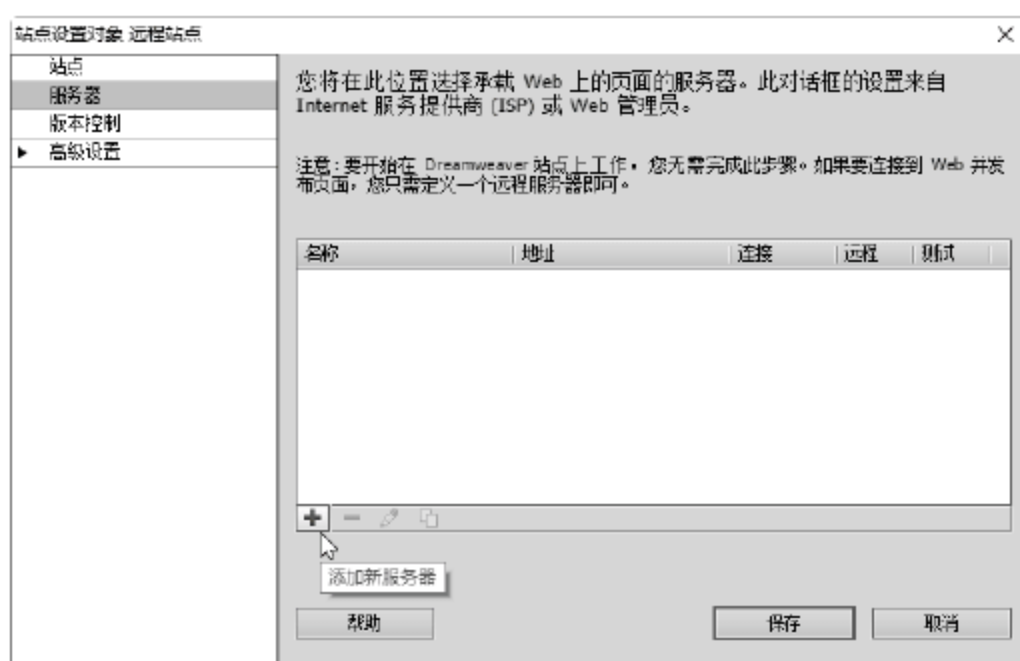 站点设置对象 远程站点
站点
服务器
版本控制
高级设置
您将在此位置选择承载 Web 上的页面的服务器。此对话框的设置来自
Internet 服务提供商 (ISP) 或 Web 管理员。
注意:要开始在 Dreamweaver 站点上工作，您无需完成此步骤。如果要连接到 Web 并发
布页面，您只需定义一个远程服务器即可。
名称 地址 连接 远程 测试
添加新服务器
帮助 保存 取消